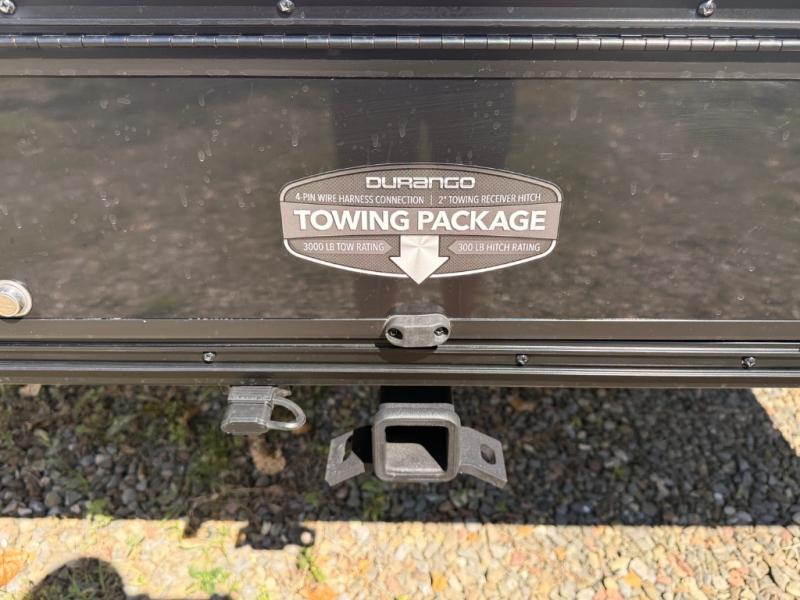 DURANGO
4-PIN WIRE HARNESS CONNECTION | 2" TOWING RECEIVER HITCH
TOWING PACKAGE
3000 LB TOW RATING 300 LB HITCH RATING